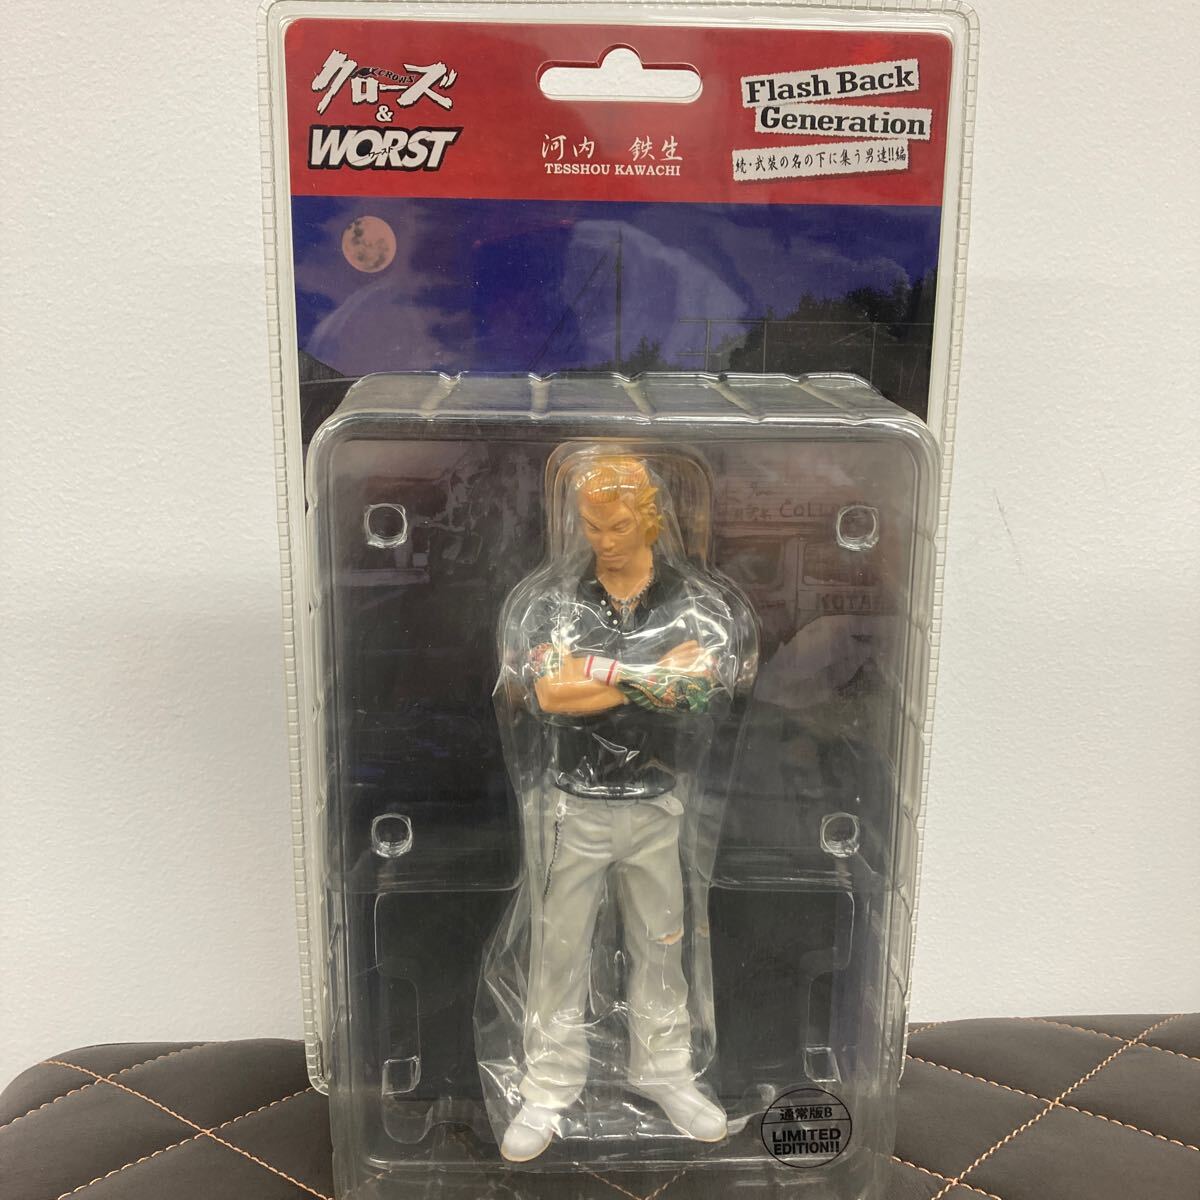 CROWS
クローズ
&
WORST
ワースト
河内 鉄生
TESSHOU KAWACHI
Flash Back
Generation
続・武装の名の下に集う男達!!編
COLL
通常版B
LIMITED
EDITION!!